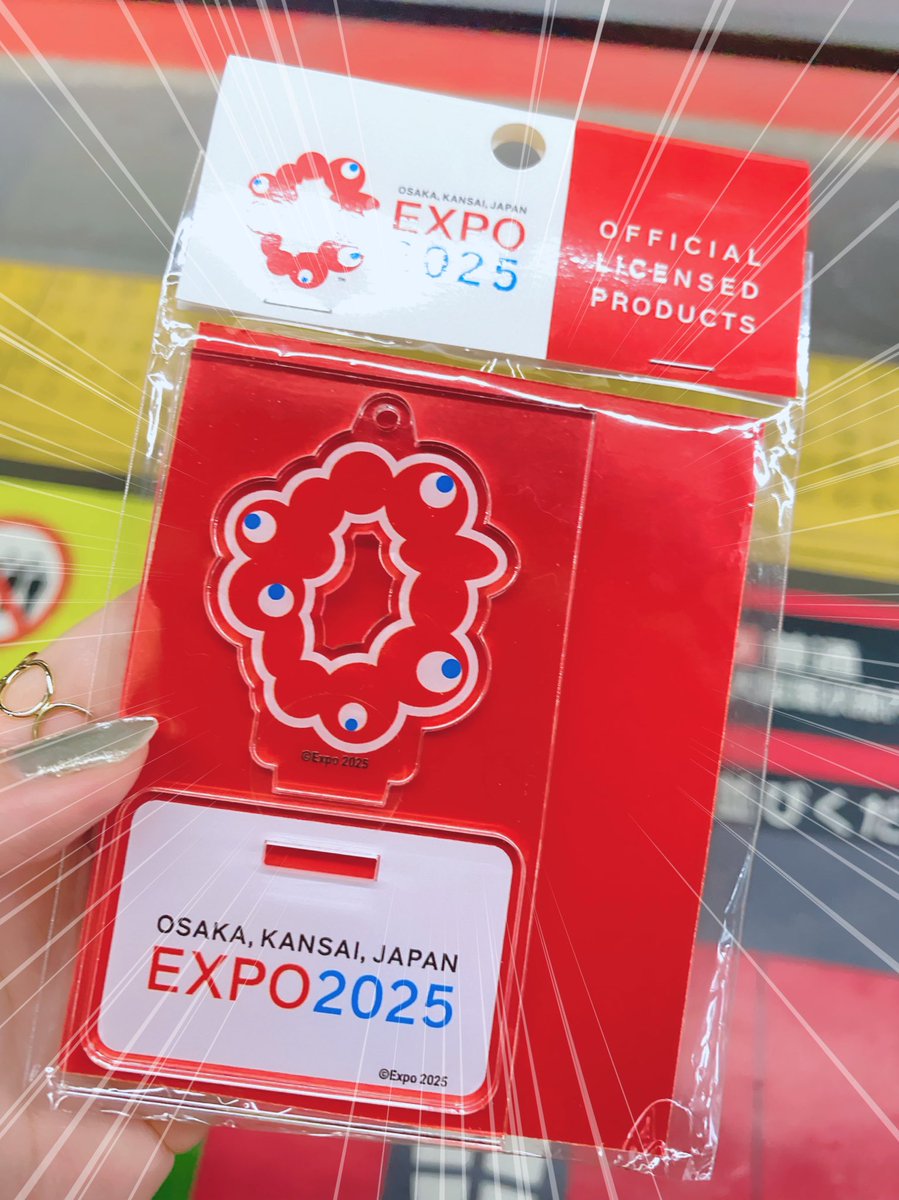 OSAKA, KANSAI, JAPAN
EXPO
2025
OFFICIAL
LICENSED
PRODUCTS
©Expo 2025
OSAKA, KANSAI, JAPAN
EXPO2025
©Expo 2025